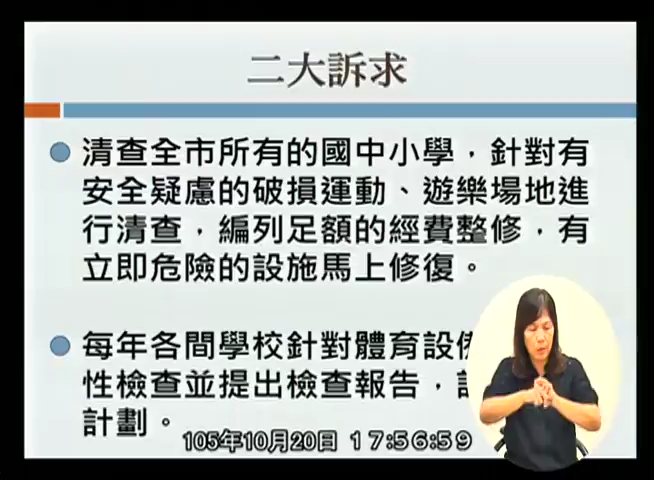 二大訴求
清查全市所有的國中小學，針對有
安全疑慮的破損運動、遊樂場地進
行清查，編列足額的經費整修，有
立即危險的設施馬上修復。
每年各間學校針對體育設
性檢查並提出檢查報告，
計劃。
105年10月20日 17:56:59